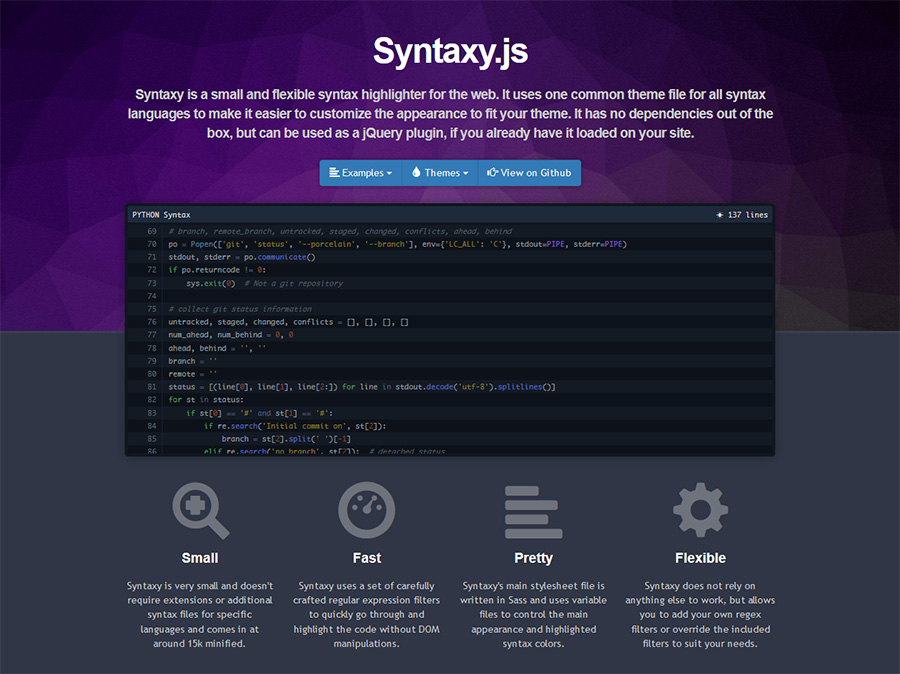 Syntaxy.js
Syntaxy is a small and flexible syntax highlighter for the web. It uses one common theme file for all syntax
languages to make it easier to customize the appearance to fit your theme. It has no dependencies out of the
box, but can be used as a jQuery plugin, if you already have it loaded on your site.
Examples Themes View on Github
PYTHON Syntax 137 lines
69 # branch, remote_branch, untracked, staged, changed, conflicts, ahead, behind
70 po = Popen(['git', 'status', '--porcelain', '--branch'], env={'LC_ALL': 'C'}, stdout=PIPE, stderr=PIPE)
71 stdout, stderr = po.communicate()
72 if po.returncode != 0:
73 sys.exit(0) # Not a git repository
74
75 # collect git status information
76 untracked, staged, changed, conflicts = [], [], [], []
77 num_ahead, num_behind = 0, 0
78 ahead, behind = '', ''
79 branch = ''
80 remote = ''
81 status = [(line[0], line[1], line[2:]) for line in stdout.decode('utf-8').splitlines()]
82 for st in status:
83 if st[0] == '#' and st[1] == '#':
84 if re.search('Initial commit on', st[2]):
85 branch = st[2].split(' ')[-1]
86 elif re.search('no branch', st[2]): # detached status
Small
Syntaxy is very small and doesn't
require extensions or additional
syntax files for specific
languages and comes in at
around 15k minified.
Fast
Syntaxy uses a set of carefully
crafted regular expression filters
to quickly go through and
highlight the code without DOM
manipulations.
Pretty
Syntaxy's main stylesheet file is
written in Sass and uses variable
files to control the main
appearance and highlighted
syntax colors.
Flexible
Syntaxy does not rely on
anything else to work, but allows
you to add your own regex
filters or override the included
filters to suit your needs.